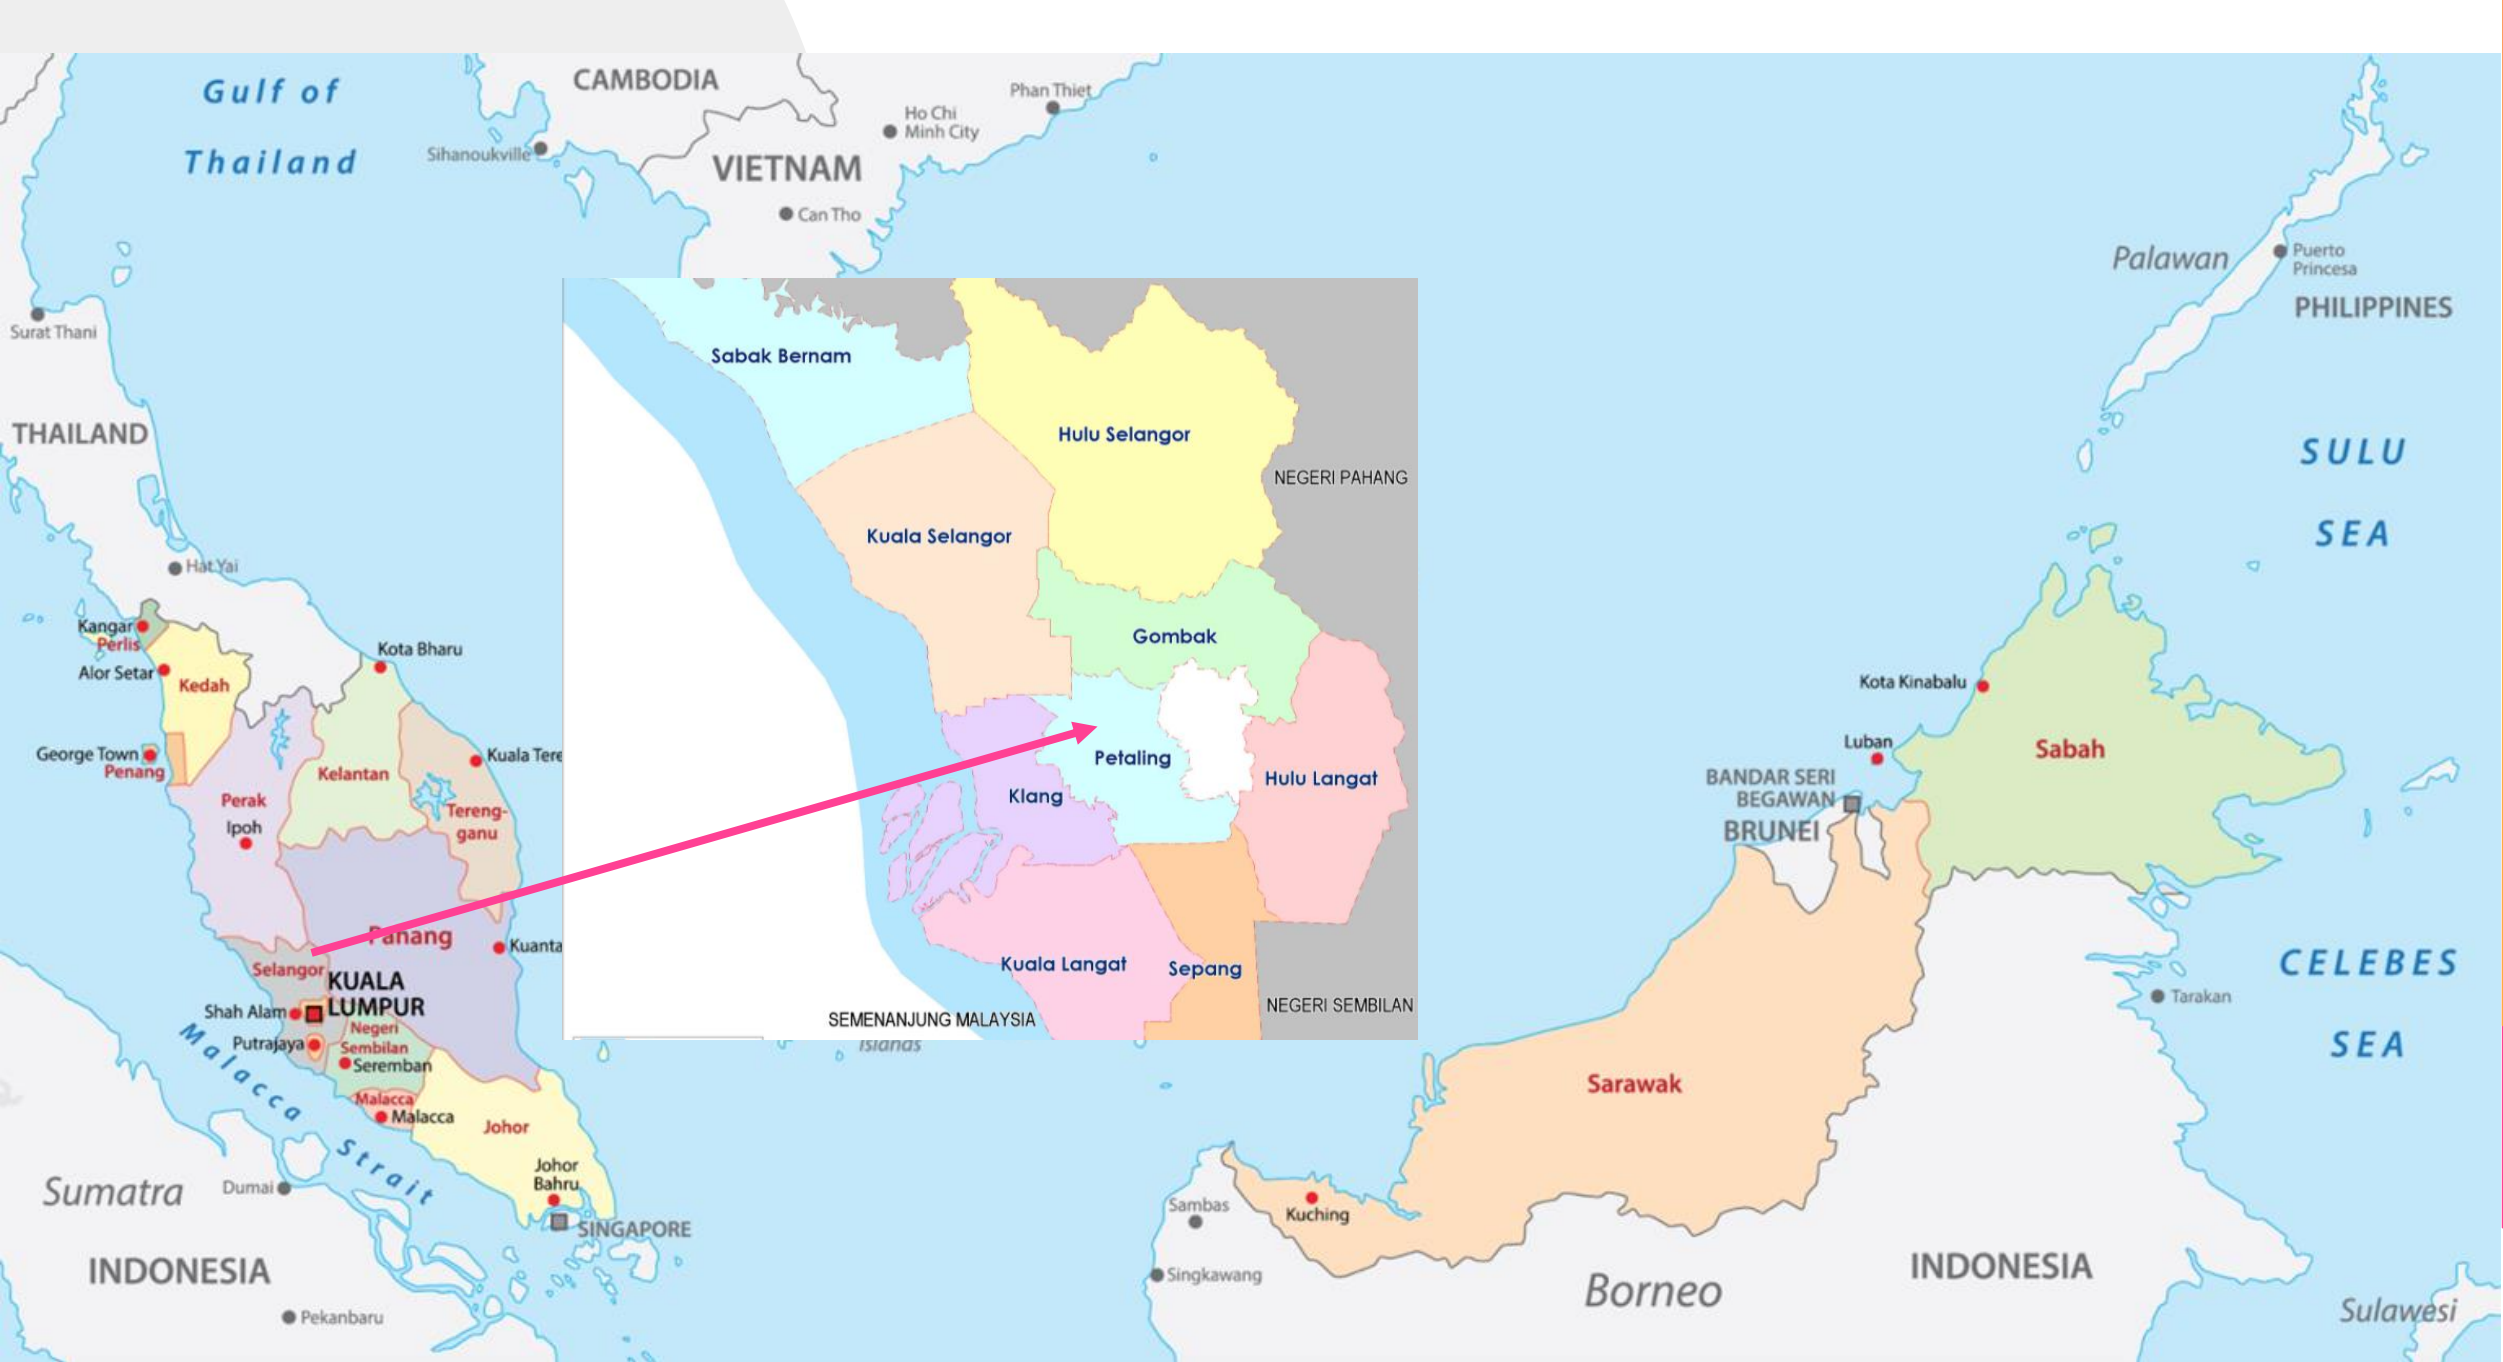 Gulf of
Thailand
CAMBODIA
Sihanoukville
Phan Thiet
Ho Chi
Minh City
VIETNAM
Can Tho
Surat Thani
THAILAND
Hat Yai
Palawan
Puerto
Princesa
PHILIPPINES
SULU
SEA
Sabak Bernam
Hulu Selangor
NEGERI PAHANG
Kuala Selangor
Gombak
Petaling
Hulu Langat
Klang
Kuala Langat
Sepang
NEGERI SEMBILAN
SEMENANJUNG MALAYSIA
Islands
Kangar
Perlis
Alor Setar
Kedah
Kota Bharu
George Town
Penang
Perak
Ipoh
Kelantan
Kuala Tere
Tereng-
ganu
Pahang
Kuanta
Selangor
KUALA
LUMPUR
Shah Alam
Putrajaya
Negeri
Sembilan
Seremban
Malacca
Malacca
Johor
Johor
Bahru
SINGAPORE
Malacca
Strait
Sumatra
Dumai
INDONESIA
Pekanbaru
Kota Kinabalu
Luban
Sabah
BANDAR SERI
BEGAWAN
BRUNEI
CELEBES
SEA
Tarakan
Sarawak
Sambas
Kuching
Singkawang
Borneo
INDONESIA
Sulawesi